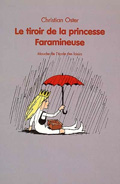 Christian Oster
Le tiroir de la princesse
Faramineuse
Mouche de l'école des loisirs